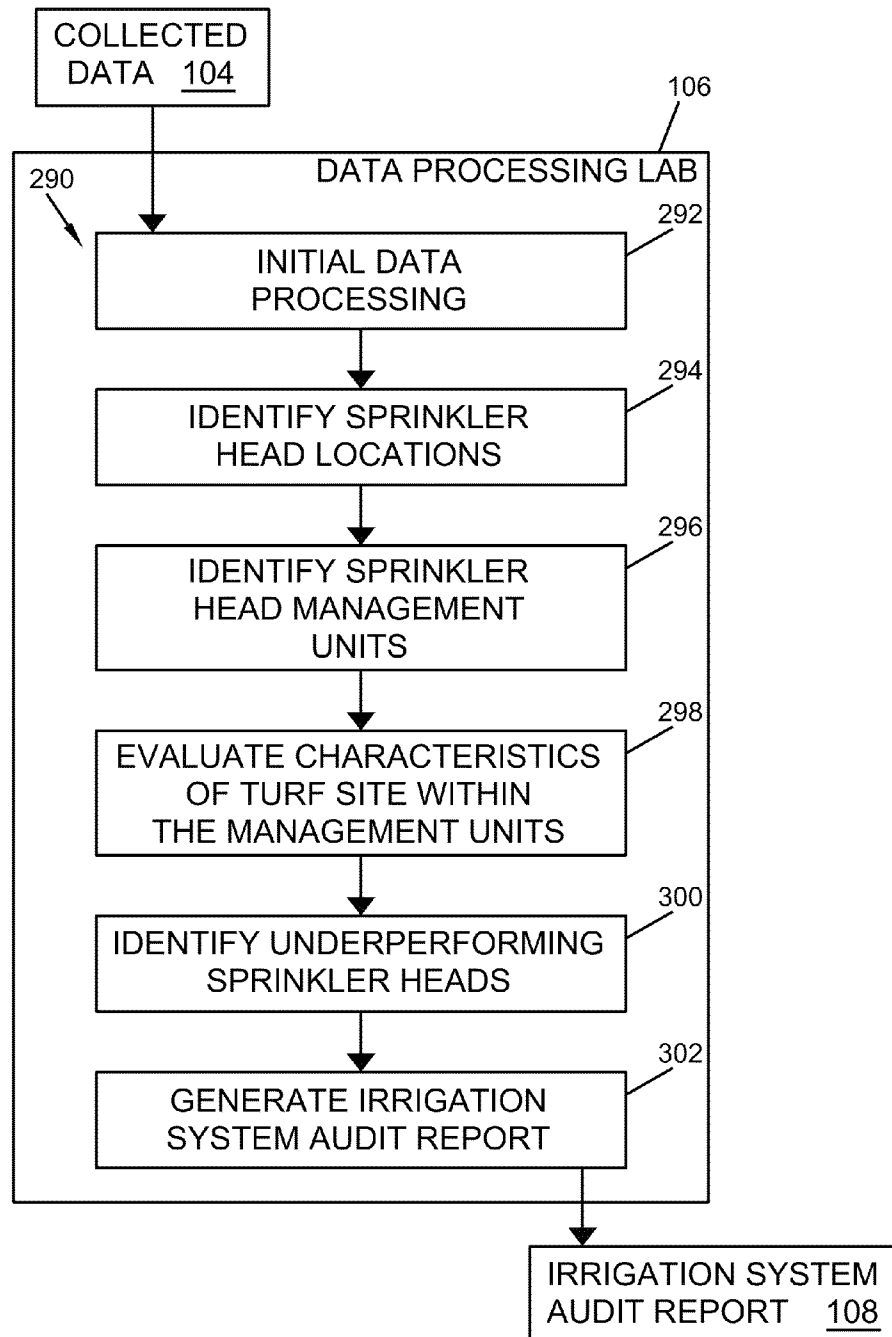 COLLECTED
DATA 104
106
DATA PROCESSING LAB
290
292
INITIAL DATA
PROCESSING
294
IDENTIFY SPRINKLER
HEAD LOCATIONS
296
IDENTIFY SPRINKLER
HEAD MANAGEMENT
UNITS
298
EVALUATE CHARACTERISTICS
OF TURF SITE WITHIN
THE MANAGEMENT UNITS
300
IDENTIFY UNDERPERFORMING
SPRINKLER HEADS
302
GENERATE IRRIGATION
SYSTEM AUDIT REPORT
IRRIGATION SYSTEM
AUDIT REPORT 108